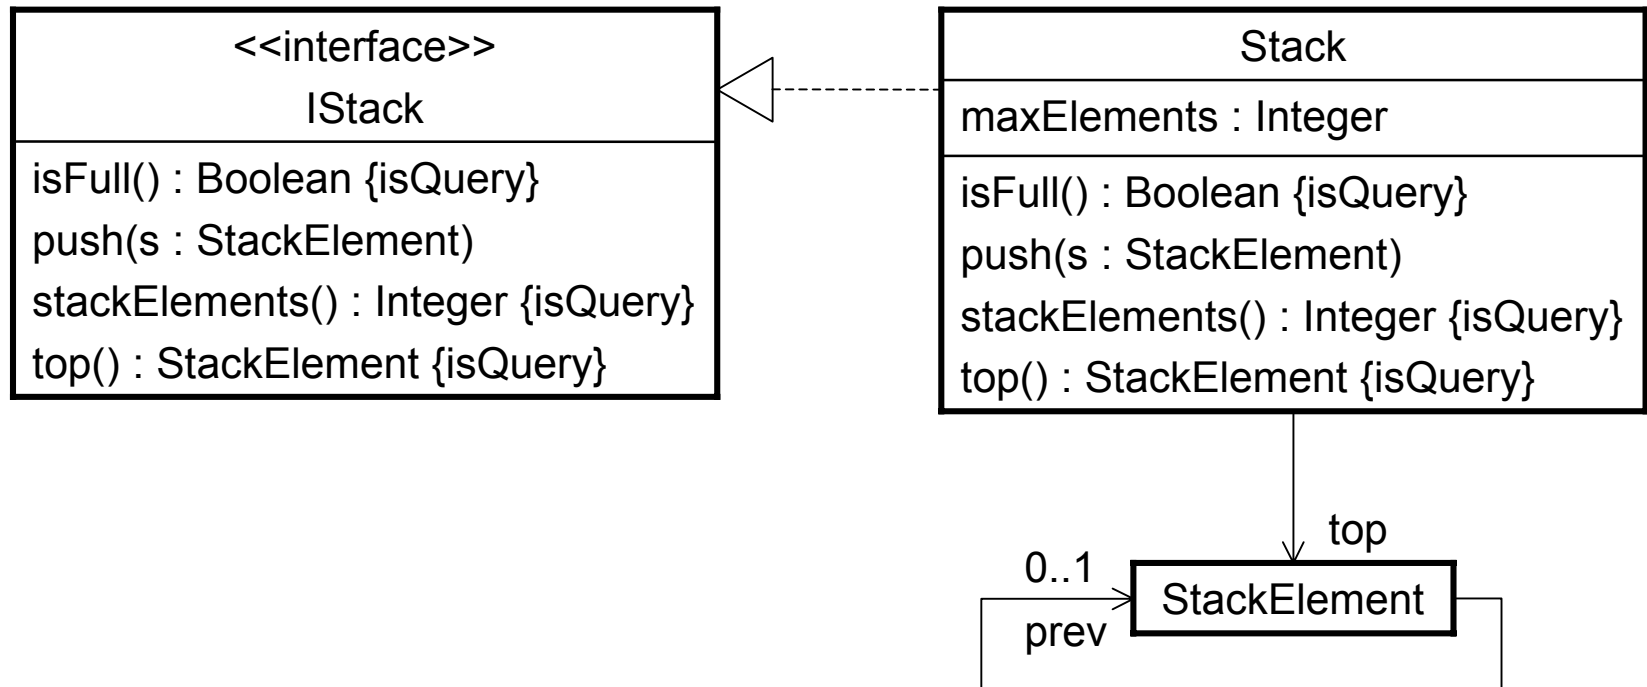 <<interface>>
IStack
isFull() : Boolean {isQuery}
push(s : StackElement)
stackElements() : Integer {isQuery}
top() : StackElement {isQuery}
Stack
maxElements : Integer
isFull() : Boolean {isQuery}
push(s : StackElement)
stackElements() : Integer {isQuery}
top() : StackElement {isQuery}
top
0..1
prev
StackElement